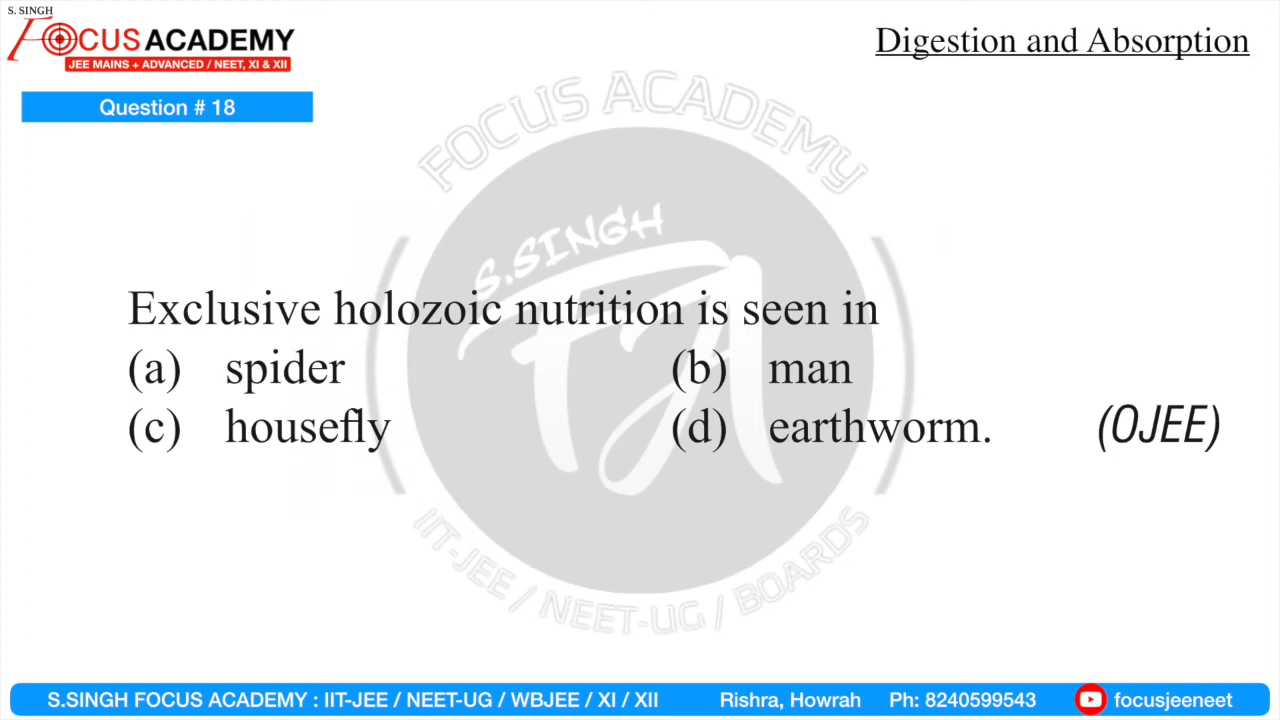 S. SINGH
FOCUS ACADEMY
JEE MAINS + ADVANCED / NEET, XI & XII
Digestion and Absorption
Question # 18
FOCUS ACADEMY
S.SINGH
FA
Exclusive holozoic nutrition is seen in
(a) spider (b) man
(c) housefly (d) earthworm. (OJEE)
IIT-JEE / NEET-UG / BOARDS
S.SINGH FOCUS ACADEMY : IIT-JEE / NEET-UG / WBJEE / XI / XII Rishra, Howrah Ph: 8240599543 focusjeeneet